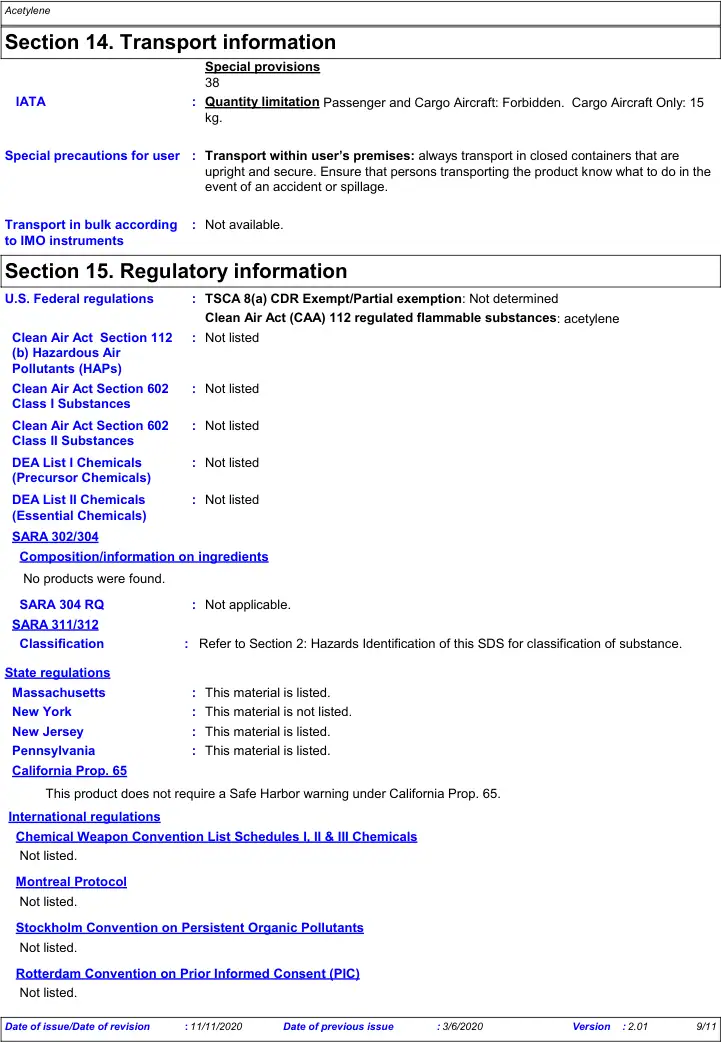 Acetylene
Section 14. Transport information
Special provisions
38
IATA : Quantity limitation Passenger and Cargo Aircraft: Forbidden. Cargo Aircraft Only: 15
kg.
Special precautions for user : Transport within user’s premises: always transport in closed containers that are
upright and secure. Ensure that persons transporting the product know what to do in the
event of an accident or spillage.
Transport in bulk according : Not available.
to IMO instruments
Section 15. Regulatory information
U.S. Federal regulations : TSCA 8(a) CDR Exempt/Partial exemption: Not determined
Clean Air Act (CAA) 112 regulated flammable substances: acetylene
Clean Air Act Section 112 : Not listed
(b) Hazardous Air
Pollutants (HAPs)
Clean Air Act Section 602 : Not listed
Class I Substances
Clean Air Act Section 602 : Not listed
Class II Substances
DEA List I Chemicals : Not listed
(Precursor Chemicals)
DEA List II Chemicals : Not listed
(Essential Chemicals)
SARA 302/304
Composition/information on ingredients
No products were found.
SARA 304 RQ : Not applicable.
SARA 311/312
Classification : Refer to Section 2: Hazards Identification of this SDS for classification of substance.
State regulations
Massachusetts : This material is listed.
New York : This material is not listed.
New Jersey : This material is listed.
Pennsylvania : This material is listed.
California Prop. 65
This product does not require a Safe Harbor warning under California Prop. 65.
International regulations
Chemical Weapon Convention List Schedules I, II & III Chemicals
Not listed.
Montreal Protocol
Not listed.
Stockholm Convention on Persistent Organic Pollutants
Not listed.
Rotterdam Convention on Prior Informed Consent (PIC)
Not listed.
Date of issue/Date of revision : 11/11/2020 Date of previous issue : 3/6/2020 Version : 2.01 9/11